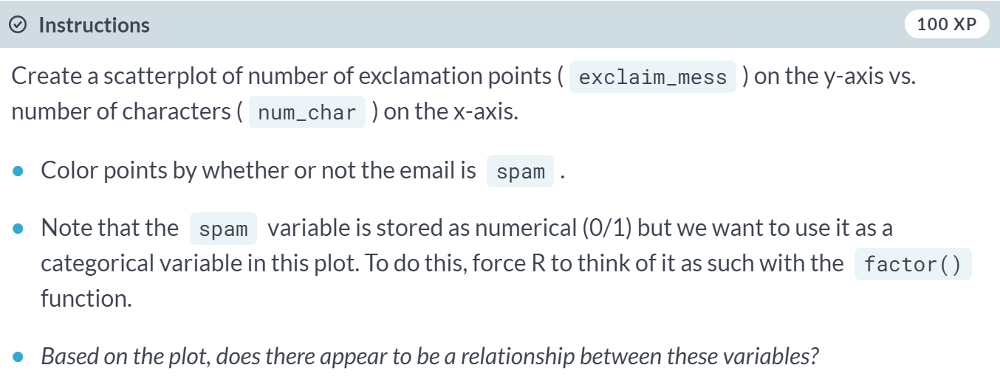 Instructions
100 XP
Create a scatterplot of number of exclamation points ( exclaim_mess ) on the y-axis vs.
number of characters ( num_char ) on the x-axis.
Color points by whether or not the email is spam .
Note that the spam variable is stored as numerical (0/1) but we want to use it as a
categorical variable in this plot. To do this, force R to think of it as such with the factor()
function.
Based on the plot, does there appear to be a relationship between these variables?